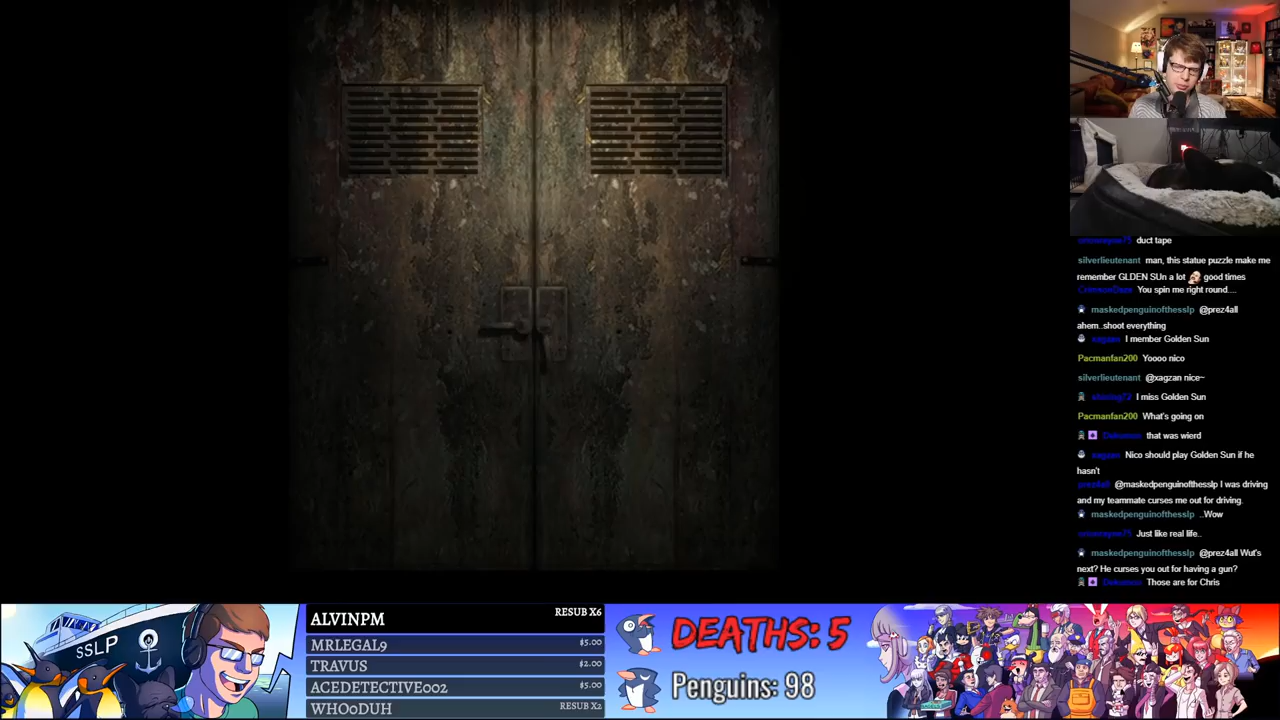 duct tape
silverlieutenant man, this statue puzzle make me
remember GLDEN SUn a lot good times
CrimsonDaze You spin me right round....
maskedpenguinofthesslp @prez4all
ahem..shoot everything
xagzan I member Golden Sun
Pacmanfan200 Yoooo nico
silverlieutenant @xagzan nice~
I miss Golden Sun
Pacmanfan200 What's going on
that was wierd
xagzan Nico should play Golden Sun if he
hasn't
prez4all @maskedpenguinofthesslp I was driving
and my teammate curses me out for driving.
maskedpenguinofthesslp ..Wow
Just like real life..
maskedpenguinofthesslp @prez4all Wut's
next? He curses you out for having a gun?
Those are for Chris
SSLP
ALVINPM RESUB X6
MRLEGAL9 $5.00
TRAVUS $2.00
ACEDETECTIVE002 $5.00
WHO0DUH RESUB X2
DEATHS: 5
Penguins: 98